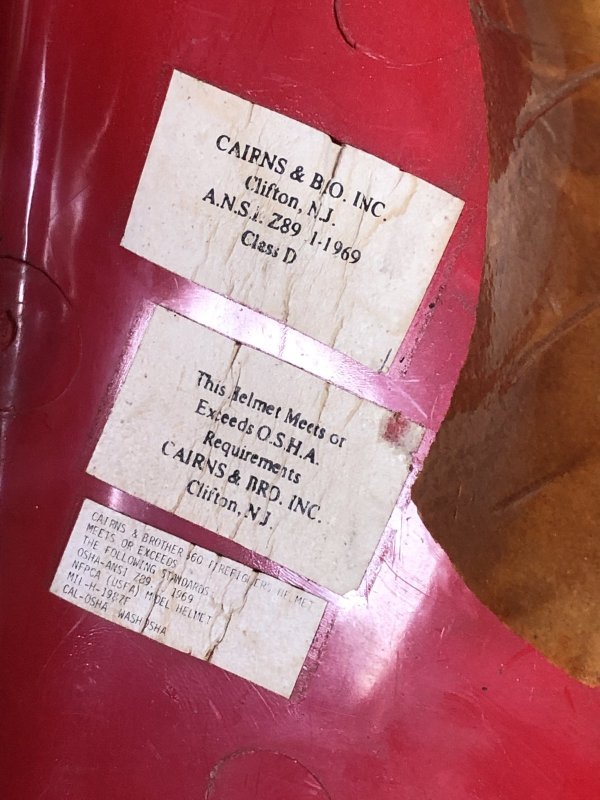 CAIRNS & BRO. INC.
Clifton, N.J.
A.N.S.I. Z89.1-1969
Class D
This Helmet Meets or
Exceeds O.S.H.A.
Requirements
CAIRNS & BRO. INC.
Clifton, N.J.
CAIRNS & BROTHER 660 FIREFIGHTERS HELMET
MEETS OR EXCEEDS
THE FOLLOWING STANDARDS:
OSHA-ANSI Z89. 1969
NFPCA (USFA) MODEL HELMET
CAL-OSHA WASH OSHA